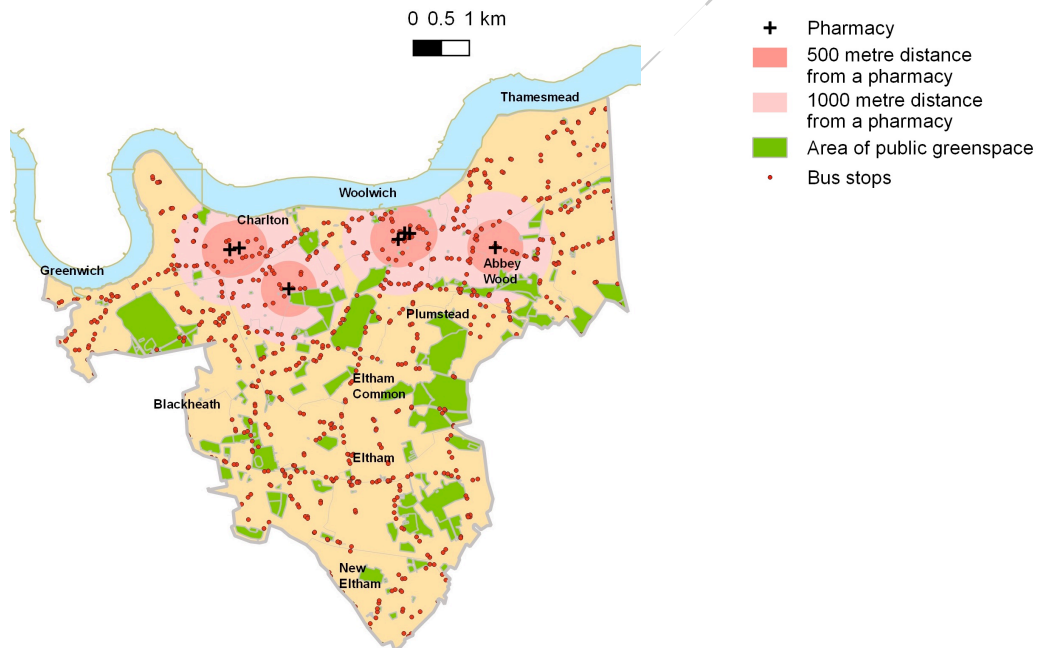 0 0.5 1 km
Pharmacy
500 metre distance
from a pharmacy
1000 metre distance
from a pharmacy
Area of public greenspace
Bus stops
Thamesmead
Woolwich
Charlton
Greenwich
Abbey
Wood
Plumstead
Eltham
Common
Blackheath
Eltham
New
Eltham